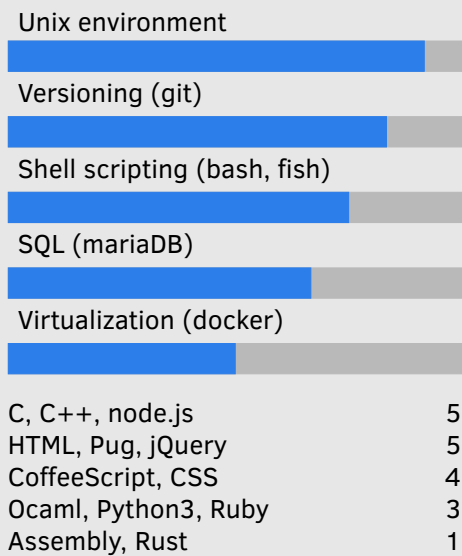 Unix environment
Versioning (git)
Shell scripting (bash, fish)
SQL (mariaDB)
Virtualization (docker)
C, C++, node.js 5
HTML, Pug, jQuery 5
CoffeeScript, CSS 4
Ocaml, Python3, Ruby 3
Assembly, Rust 1